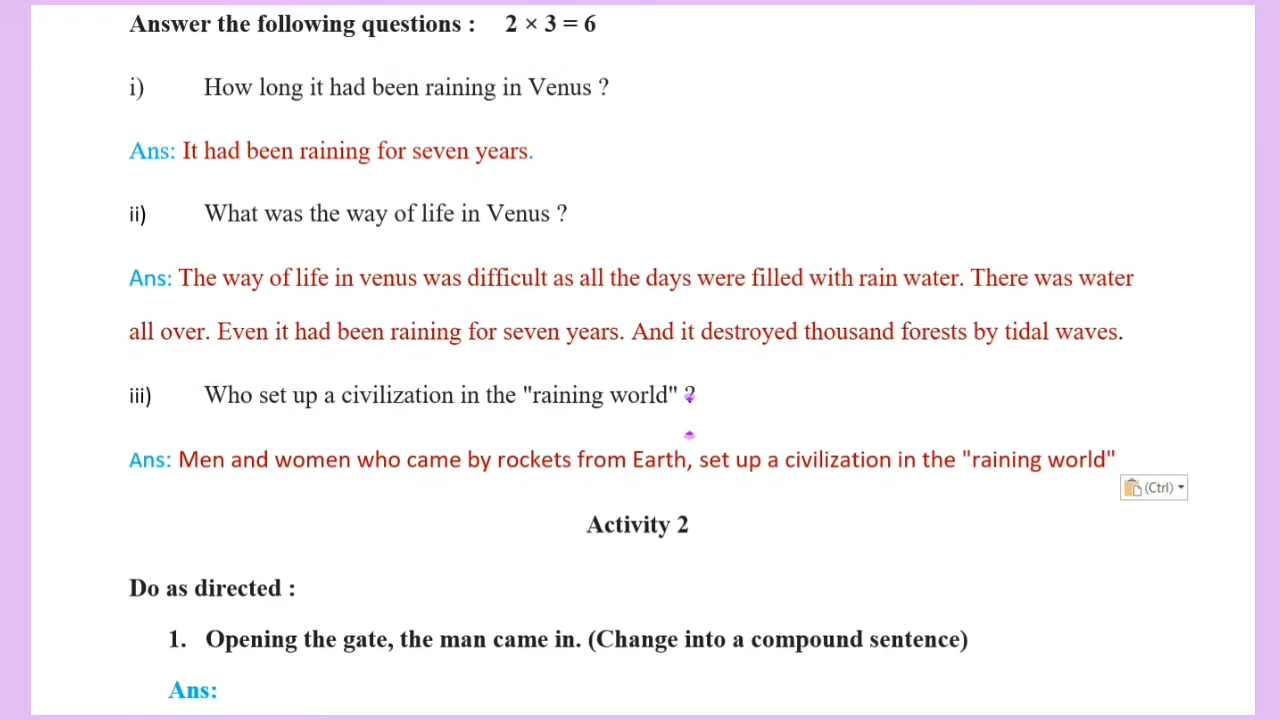 Answer the following questions : 2 × 3 = 6
i) How long it had been raining in Venus ?
Ans: It had been raining for seven years.
ii) What was the way of life in Venus ?
Ans: The way of life in venus was difficult as all the days were filled with rain water. There was water
all over. Even it had been raining for seven years. And it destroyed thousand forests by tidal waves.
iii) Who set up a civilization in the "raining world" ?
Ans: Men and women who came by rockets from Earth, set up a civilization in the "raining world"
(Ctrl)
Activity 2
Do as directed :
1. Opening the gate, the man came in. (Change into a compound sentence)
Ans: